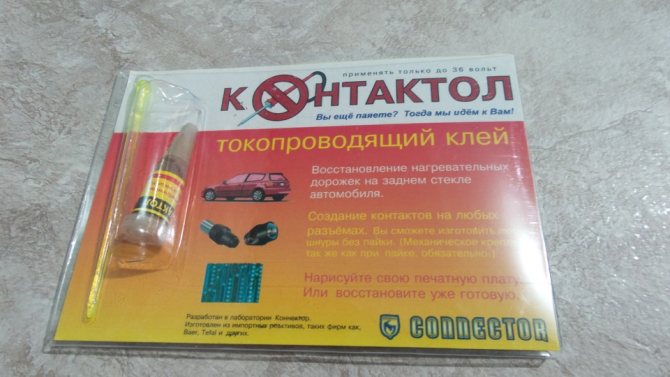 применять только до 36 вольт
КОНТАКТОЛ
Вы ещё паяете? Тогда мы идём к Вам!
токопроводящий клей
Восстановление нагревательных
дорожек на заднем стекле
автомобиля.
Создание контактов на любых
разъёмах. Вы сможете изготовить
шнуры без пайки. (Механическое
так же как при пайке, обязательно.)
Нарисуйте свою печатную плату.
Или восстановите уже готовую.
Разработан в лаборатории Коннектор.
Изготовлен из импортных реактивов, таких фирм как,
Baer, Tefal и других.
CONNECTOR